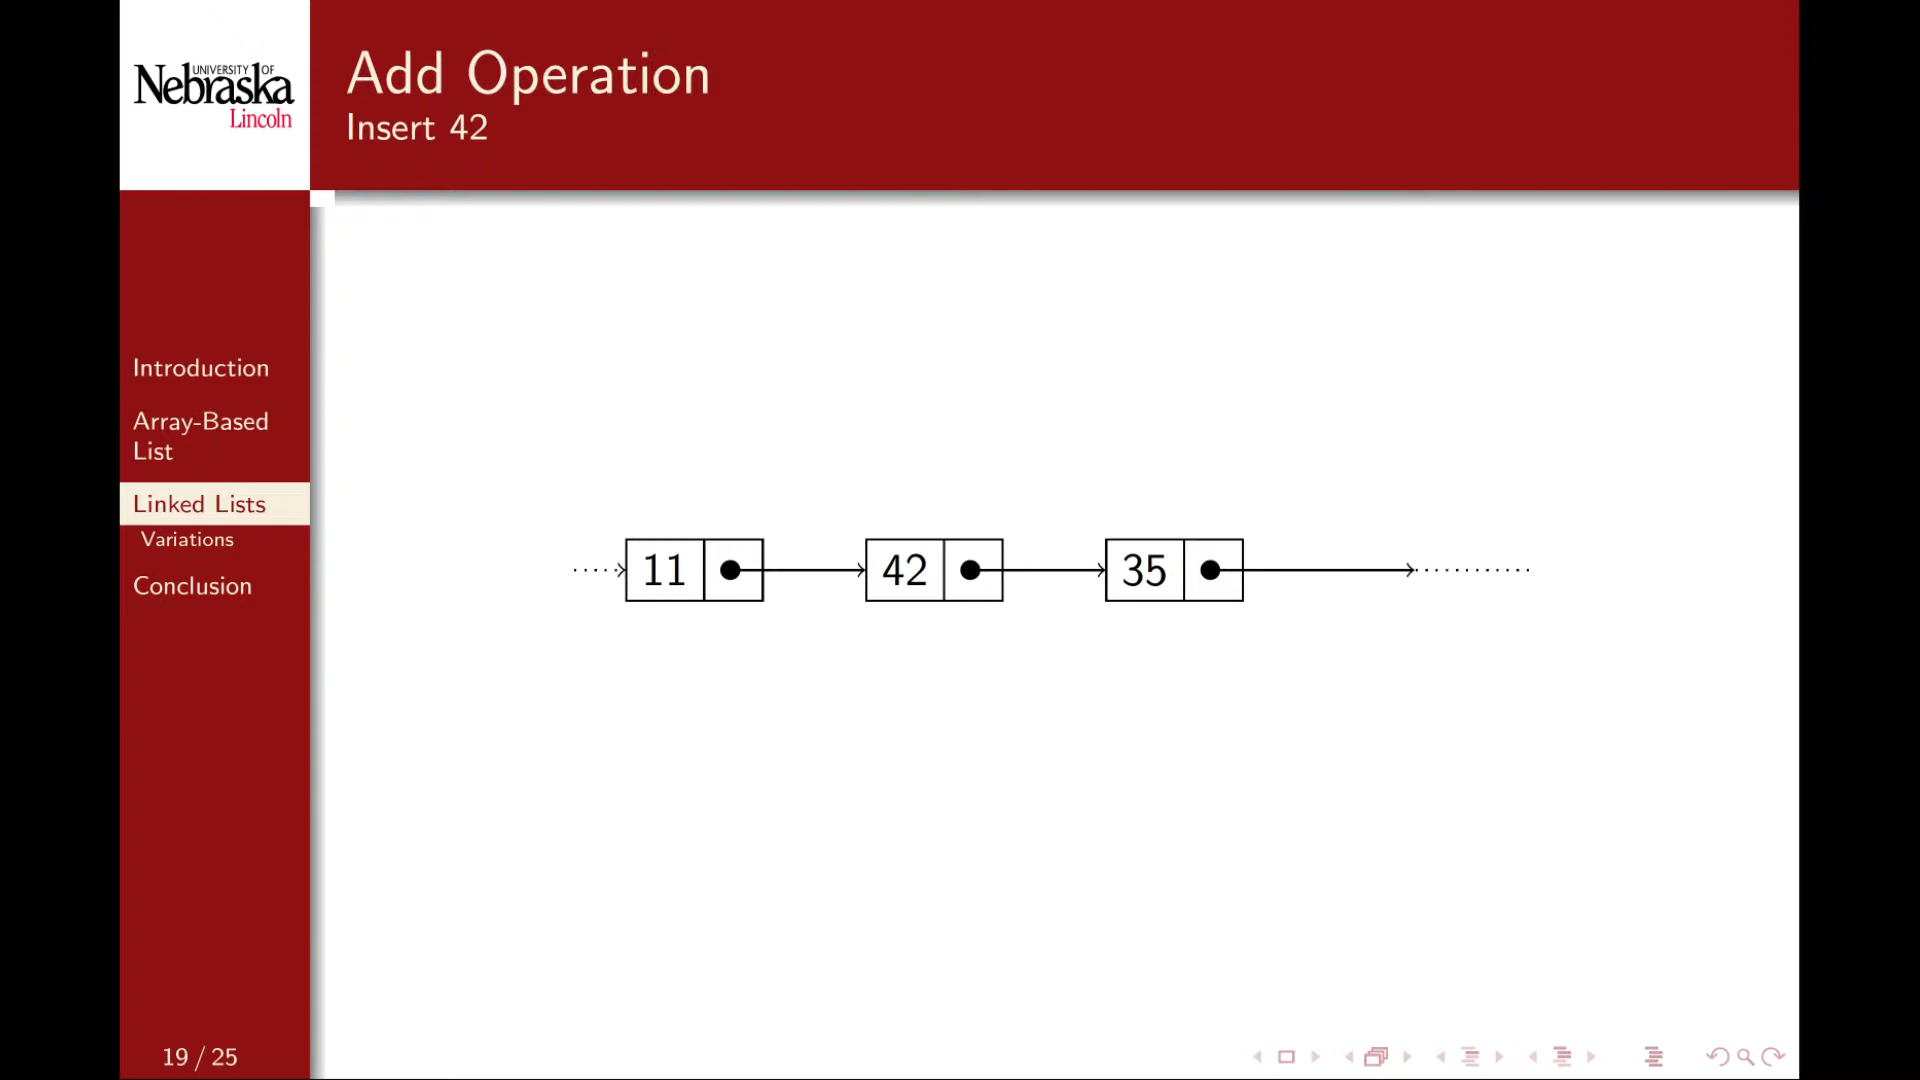 UNIVERSITY OF
Nebraska
Lincoln
Add Operation
Insert 42
Introduction
Array-Based
List
Linked Lists
Variations
Conclusion
11 42 35
19 / 25